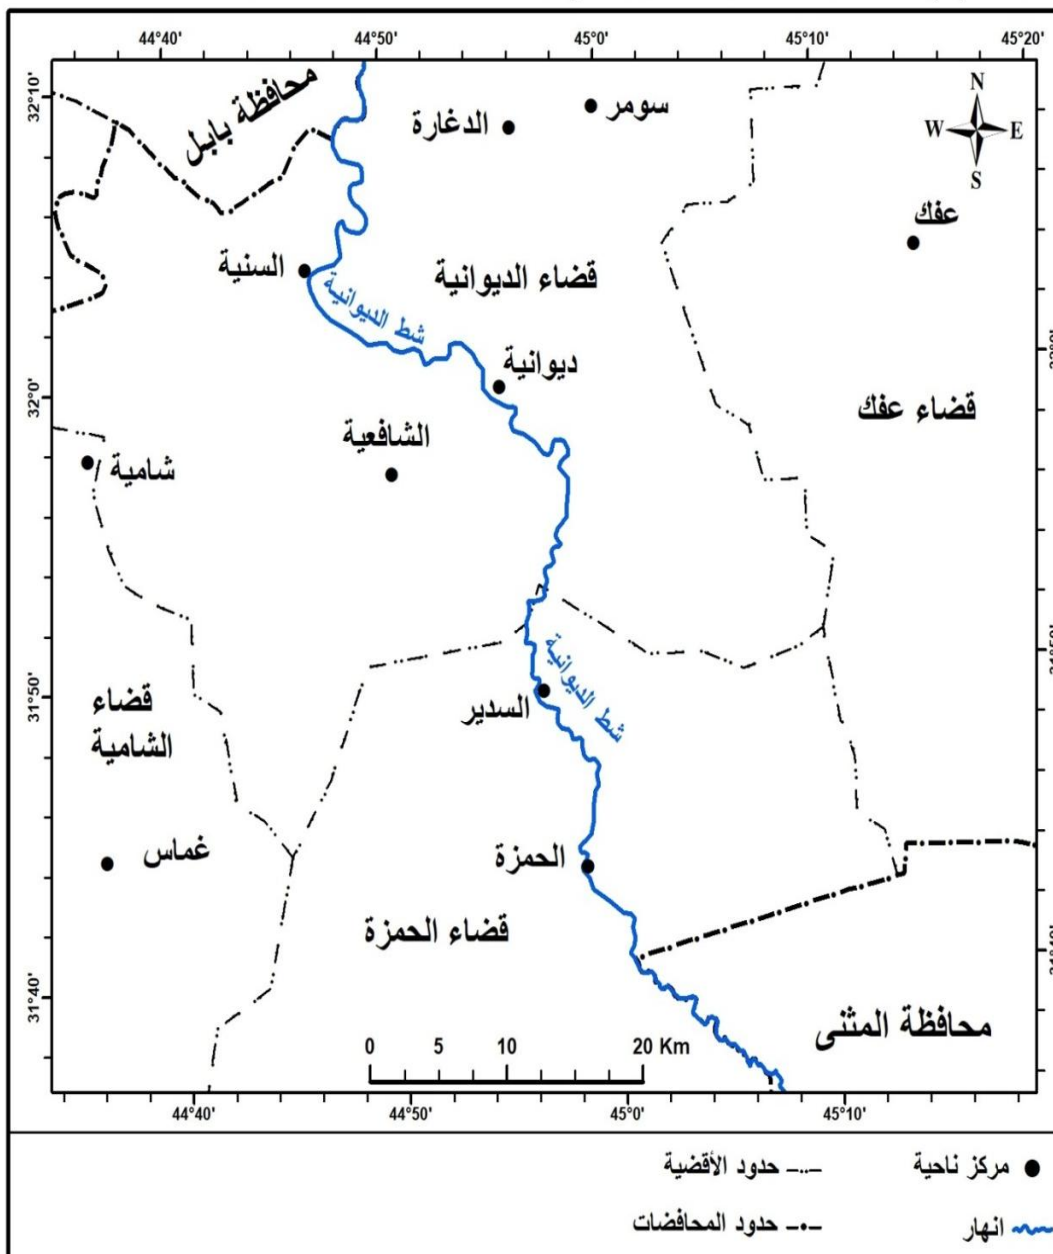 44°40' 44°50' 45°0' 45°10' 45°20'
32°10'
محافظة بابل
الدغارة
سومر
N
W E
S
عفك
السنية
قضاء الديوانية
شط الديوانية
ديوانية
32°0'
قضاء عفك
الشافعية
شامية
شط الديوانية
31°50'
السدير
قضاء
الشامية
غماس
الحمزة
قضاء الحمزة
31°40'
محافظة المثنى
0 5 10 20 Km
44°40' 44°50' 45°0' 45°10'
مركز ناحية
حدود الأقضية
انهار
حدود المحافضات